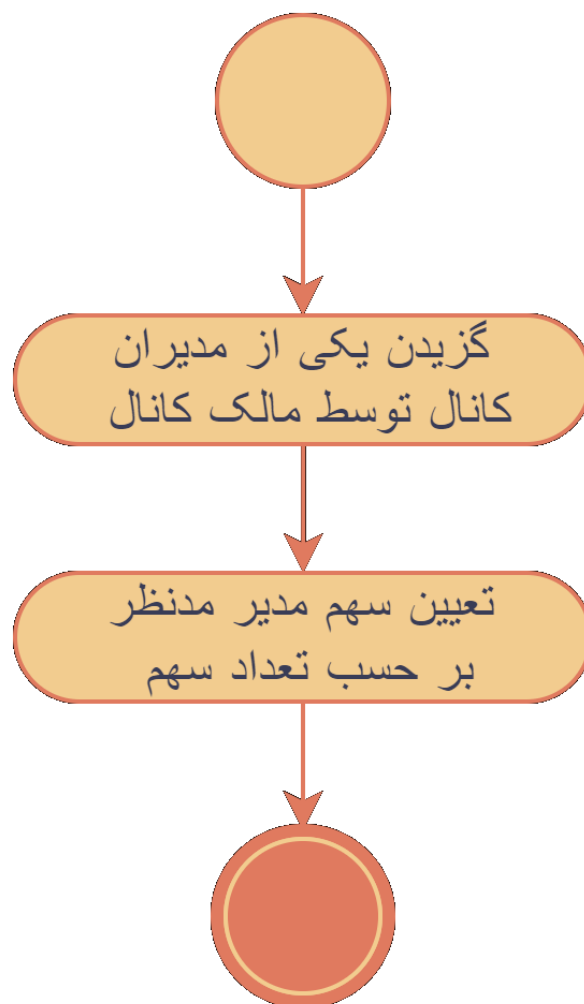 گزیدن یکی از مدیران
کانال توسط مالک کانال
تعیین سهم مدیر مدنظر
بر حسب تعداد سهم